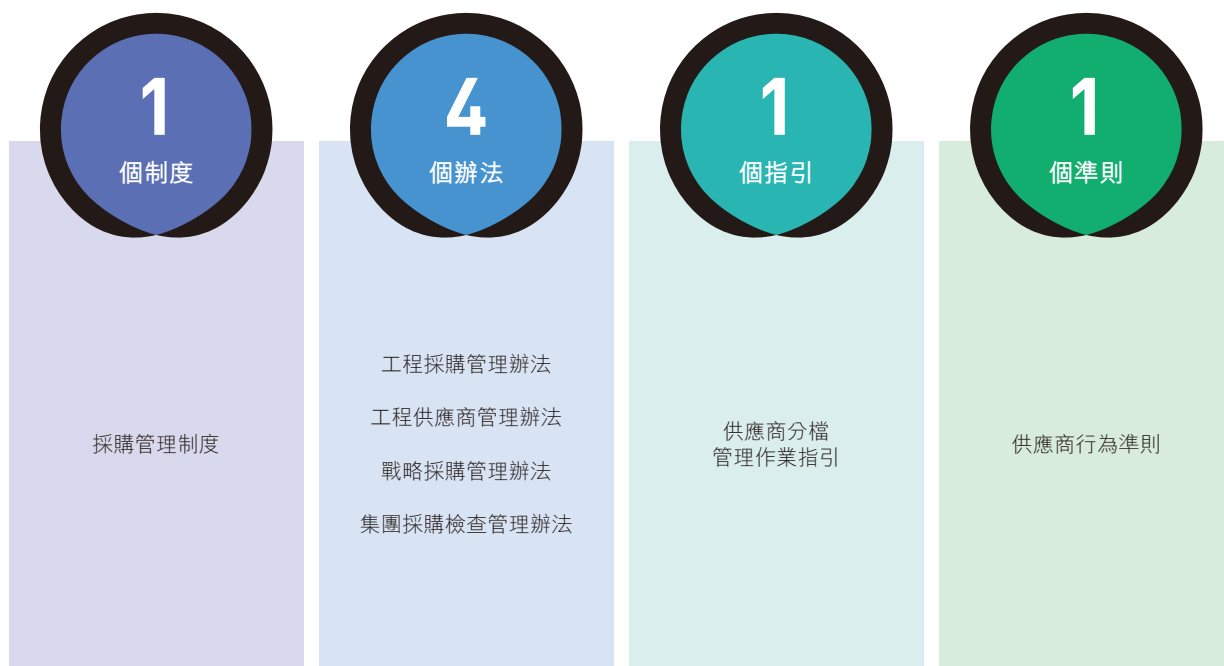 1
個制度
採購管理制度
4
個辦法
工程採購管理辦法
工程供應商管理辦法
戰略採購管理辦法
集團採購檢查管理辦法
1
個指引
供應商分檔
管理作業指引
1
個準則
供應商行為準則